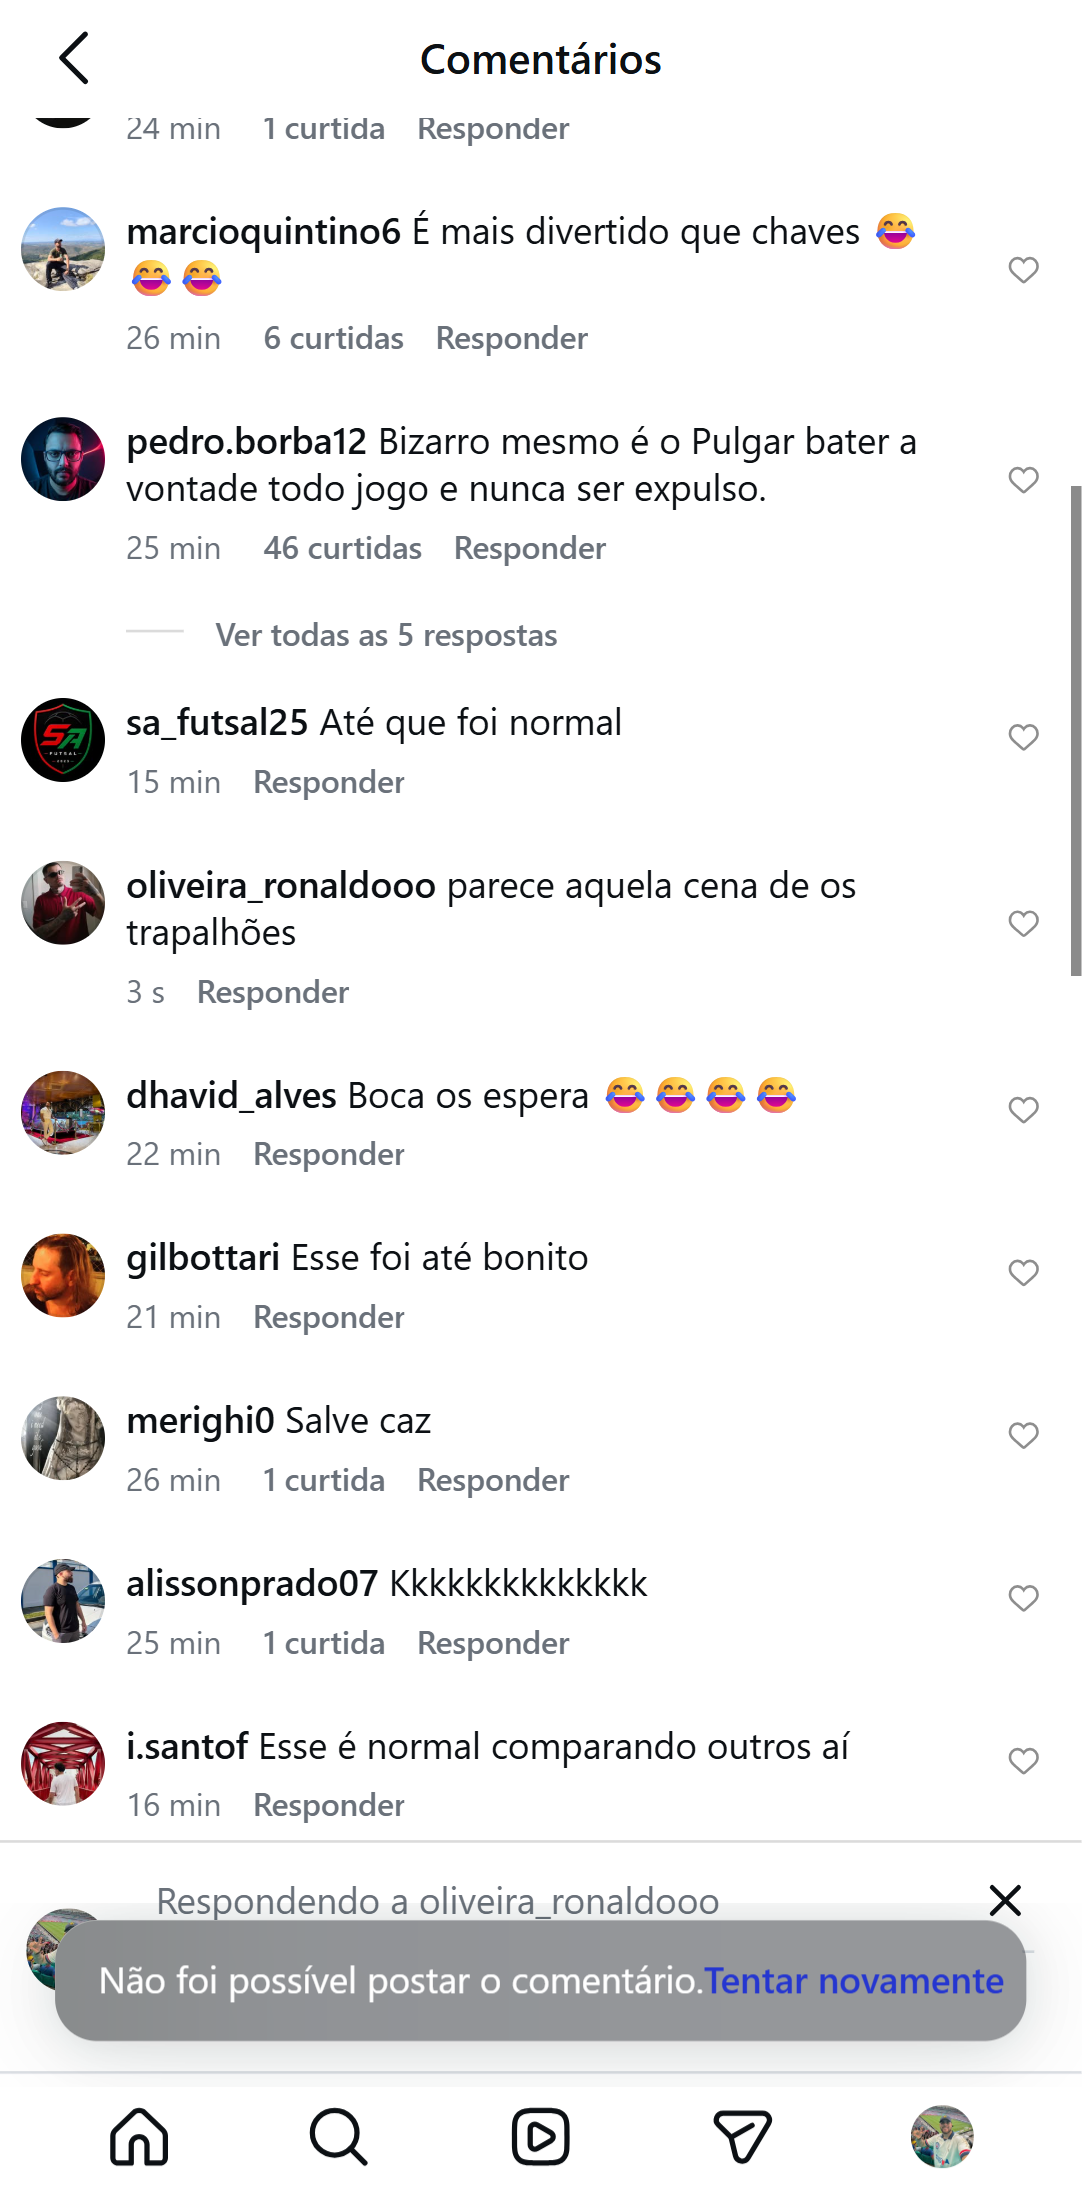 Comentários
24 min 1 curtida Responder
marcioquintino6 É mais divertido que chaves 😂
😂😂
26 min 6 curtidas Responder
pedro.borba12 Bizarro mesmo é o Pulgar bater a
vontade todo jogo e nunca ser expulso.
25 min 46 curtidas Responder
Ver todas as 5 respostas
SA
FUTSAL
sa_futsal25 Até que foi normal
15 min Responder
oliveira_ronaldooo parece aquela cena de os
trapalhões
3 s Responder
dhavid_alves Boca os espera 😂😂😂😂
22 min Responder
gilbottari Esse foi até bonito
21 min Responder
merighi0 Salve caz
26 min 1 curtida Responder
alissonprado07 Kkkkkkkkkkkkkk
25 min 1 curtida Responder
i.santof Esse é normal comparando outros aí
16 min Responder
Respondendo a oliveira_ronaldooo
Não foi possível postar o comentário.Tentar novamente